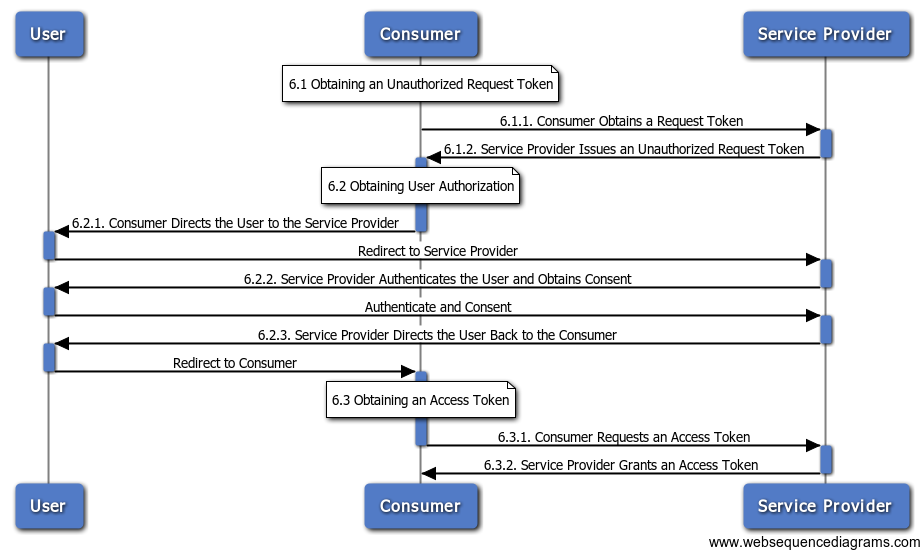 User
Consumer
Service Provider
6.1 Obtaining an Unauthorized Request Token
6.1.1. Consumer Obtains a Request Token
6.1.2. Service Provider Issues an Unauthorized Request Token
6.2 Obtaining User Authorization
6.2.1. Consumer Directs the User to the Service Provider
Redirect to Service Provider
6.2.2. Service Provider Authenticates the User and Obtains Consent
Authenticate and Consent
6.2.3. Service Provider Directs the User Back to the Consumer
Redirect to Consumer
6.3 Obtaining an Access Token
6.3.1. Consumer Requests an Access Token
6.3.2. Service Provider Grants an Access Token
User
Consumer
Service Provider
www.websequencediagrams.com